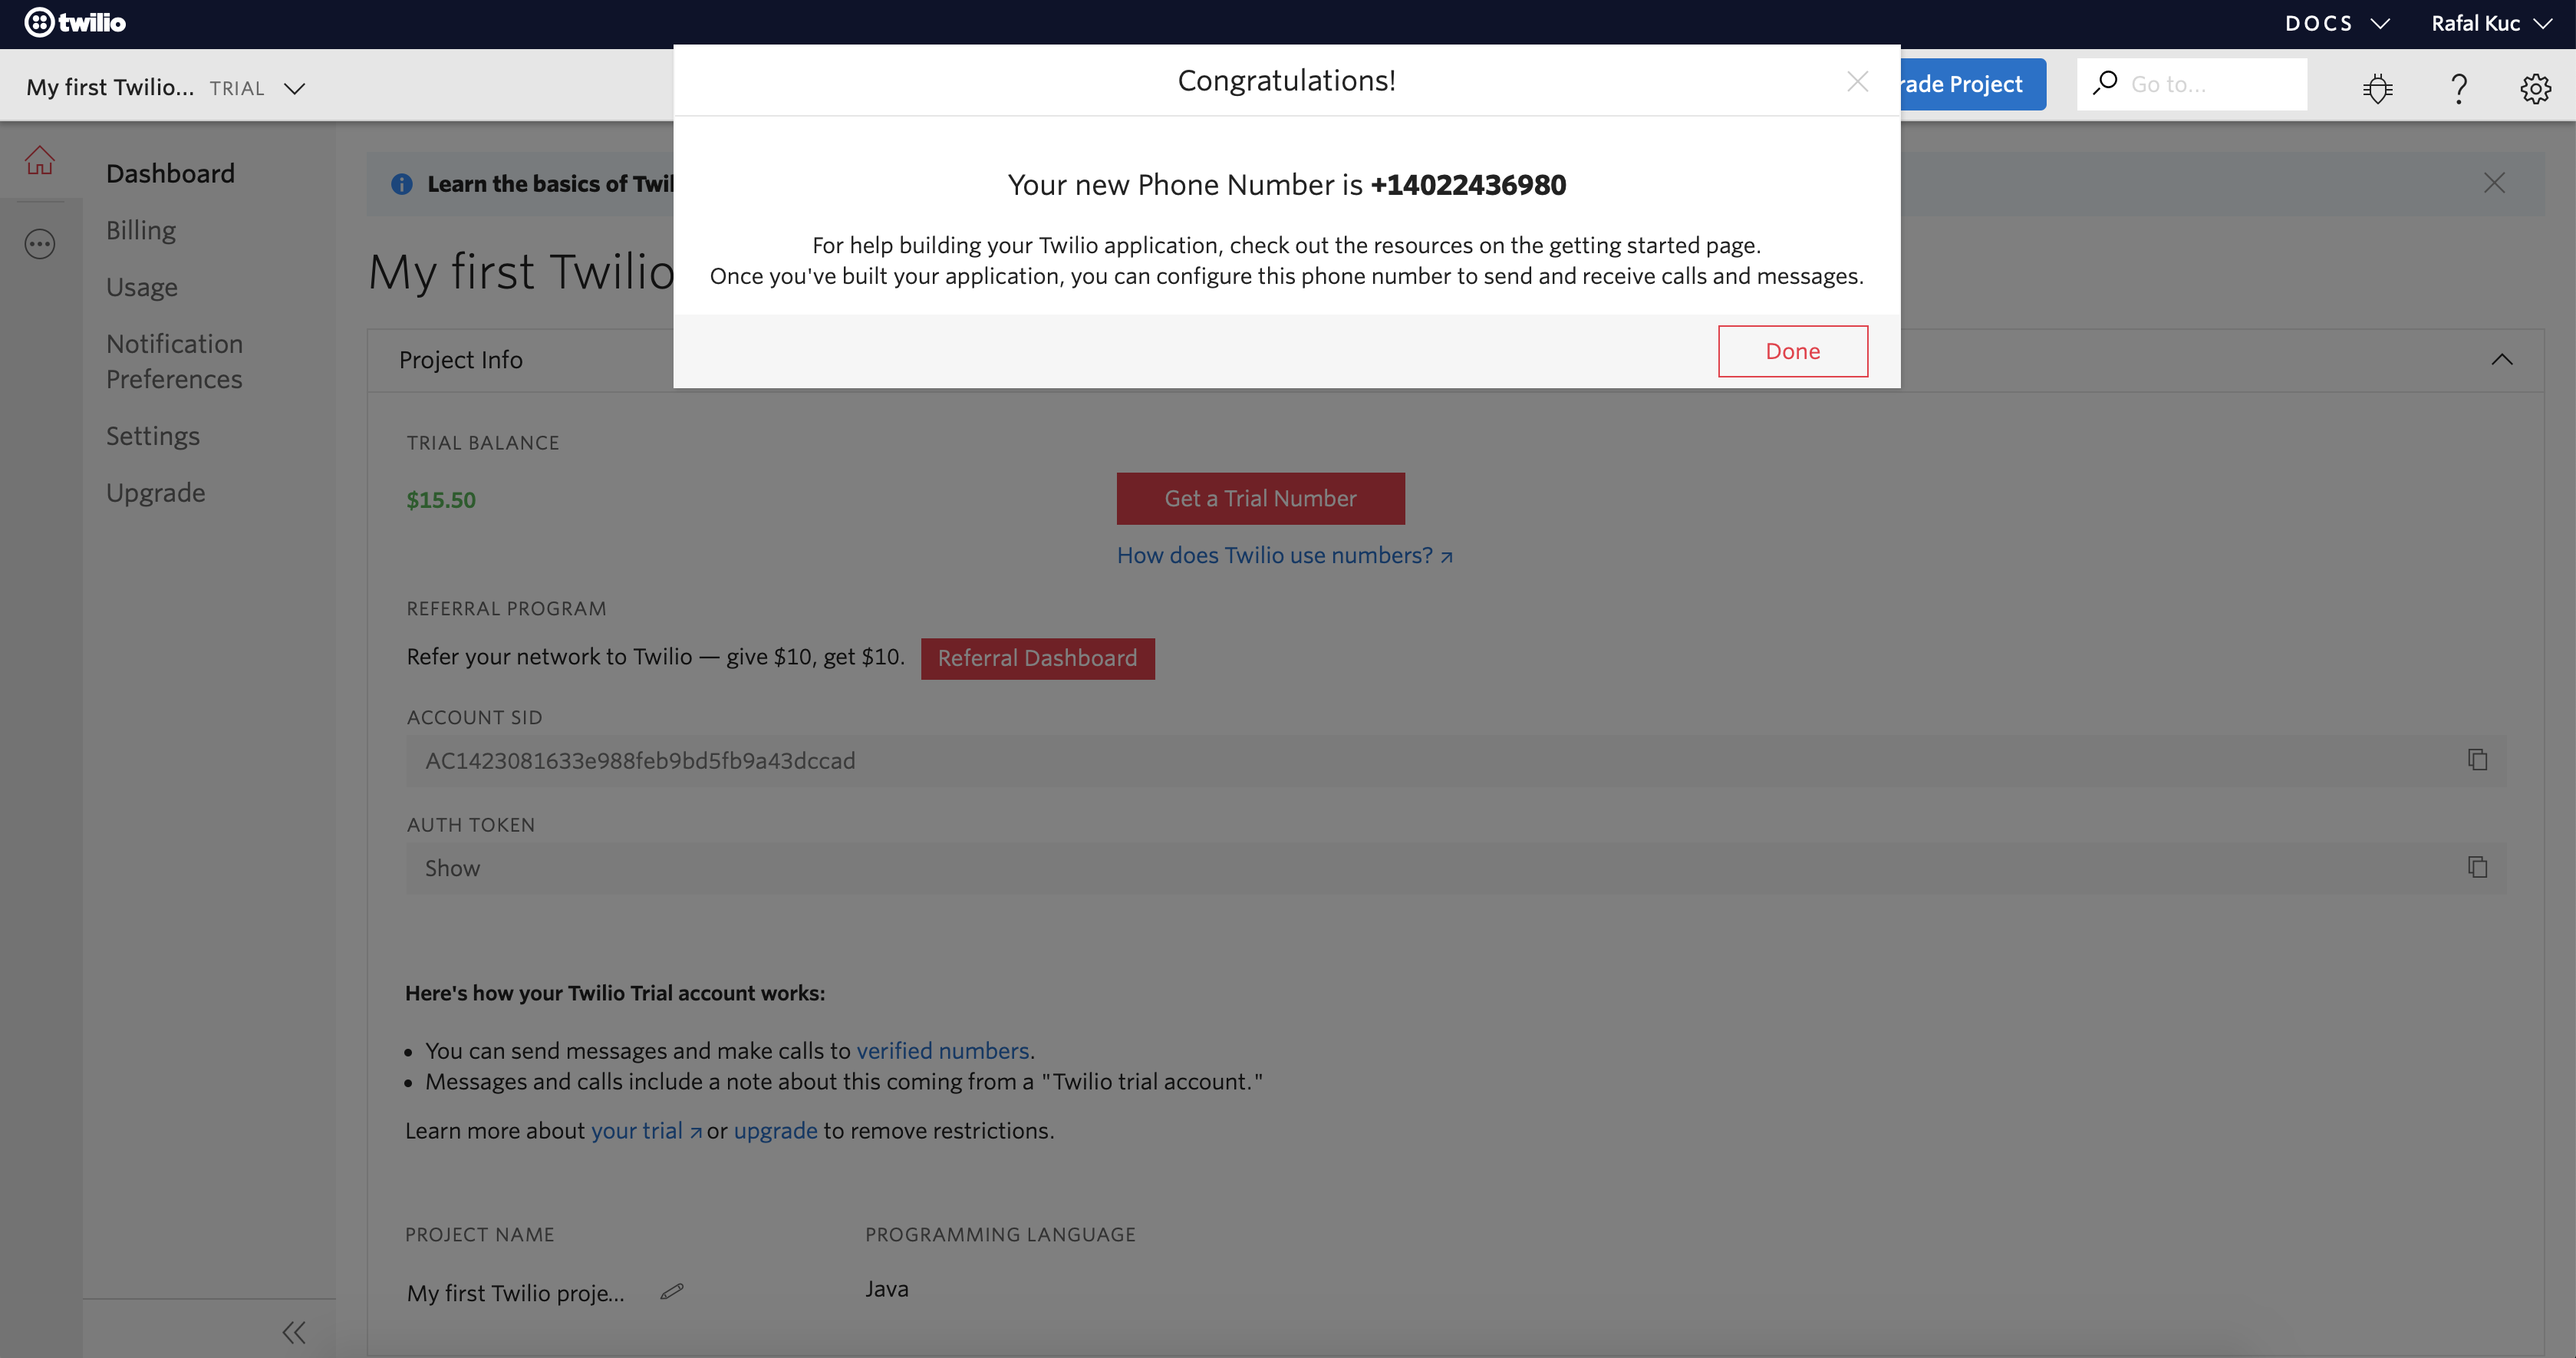 twilio
DOCS
Rafal Kuc
My first Twilio... TRIAL
Congratulations!
rade Project
Go to...
Your new Phone Number is +14022436980
For help building your Twilio application, check out the resources on the getting started page.
Once you've built your application, you can configure this phone number to send and receive calls and messages.
Done
Dashboard
Billing
Usage
Notification
Preferences
Settings
Upgrade
Learn the basics of Twil
My first Twilio
Project Info
TRIAL BALANCE
$15.50
Get a Trial Number
How does Twilio use numbers?
REFERRAL PROGRAM
Refer your network to Twilio — give $10, get $10.
Referral Dashboard
ACCOUNT SID
AC1423081633e988feb9bd5fb9a43dccad
AUTH TOKEN
Show
Here's how your Twilio Trial account works:
• You can send messages and make calls to verified numbers.
• Messages and calls include a note about this coming from a "Twilio trial account."
Learn more about your trial or upgrade to remove restrictions.
PROJECT NAME
PROGRAMMING LANGUAGE
My first Twilio proje...
Java